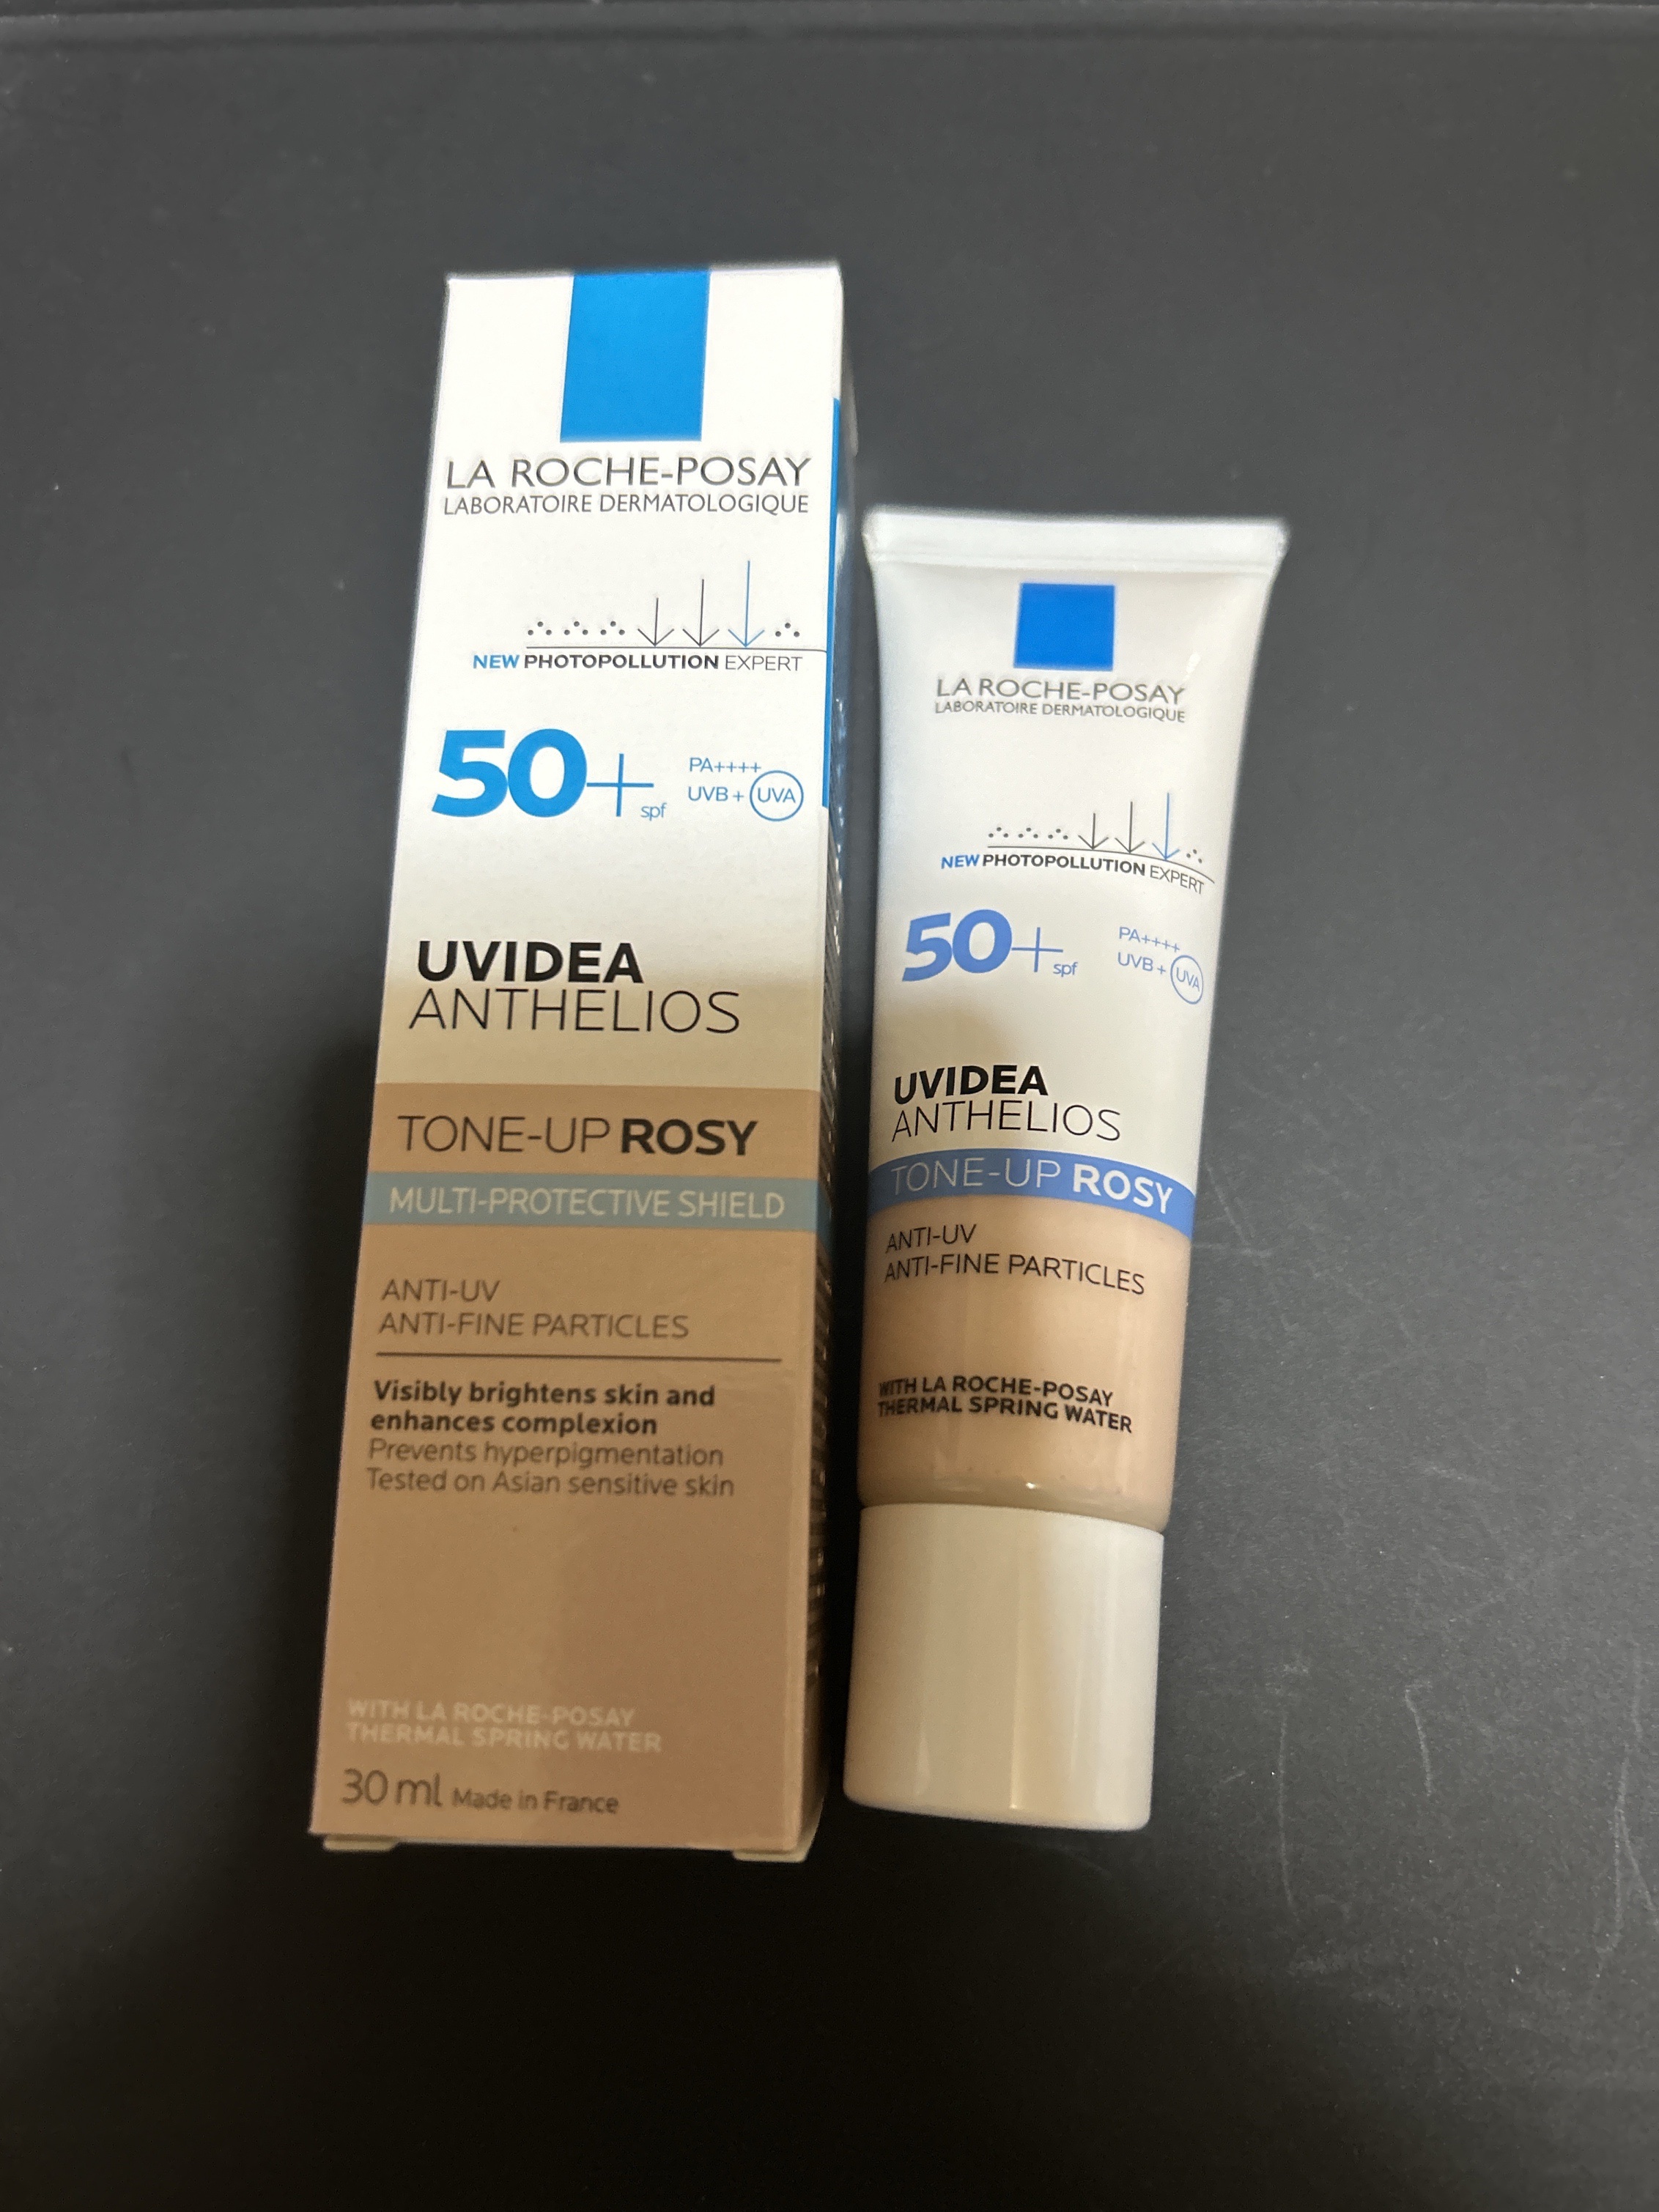 LA ROCHE-POSAY
LABORATOIRE DERMATOLOGIQUE
NEW PHOTOPOLLUTION EXPERT
50+ spf
PA++++
UVB + UVA
UVIDEA
ANTHELIOS
TONE-UP ROSY
MULTI-PROTECTIVE SHIELD
ANTI-UV
ANTI-FINE PARTICLES
Visibly brightens skin and
enhances complexion
Prevents hyperpigmentation
Tested on Asian sensitive skin
WITH LA ROCHE-POSAY
THERMAL SPRING WATER
30 ml Made in France
LA ROCHE-POSAY
LABORATOIRE DERMATOLOGIQUE
NEW PHOTOPOLLUTION EXPERT
50+ spf
PA++++
UVB + UVA
UVIDEA
ANTHELIOS
TONE-UP ROSY
ANTI-UV
ANTI-FINE PARTICLES
WITH LA ROCHE-POSAY
THERMAL SPRING WATER